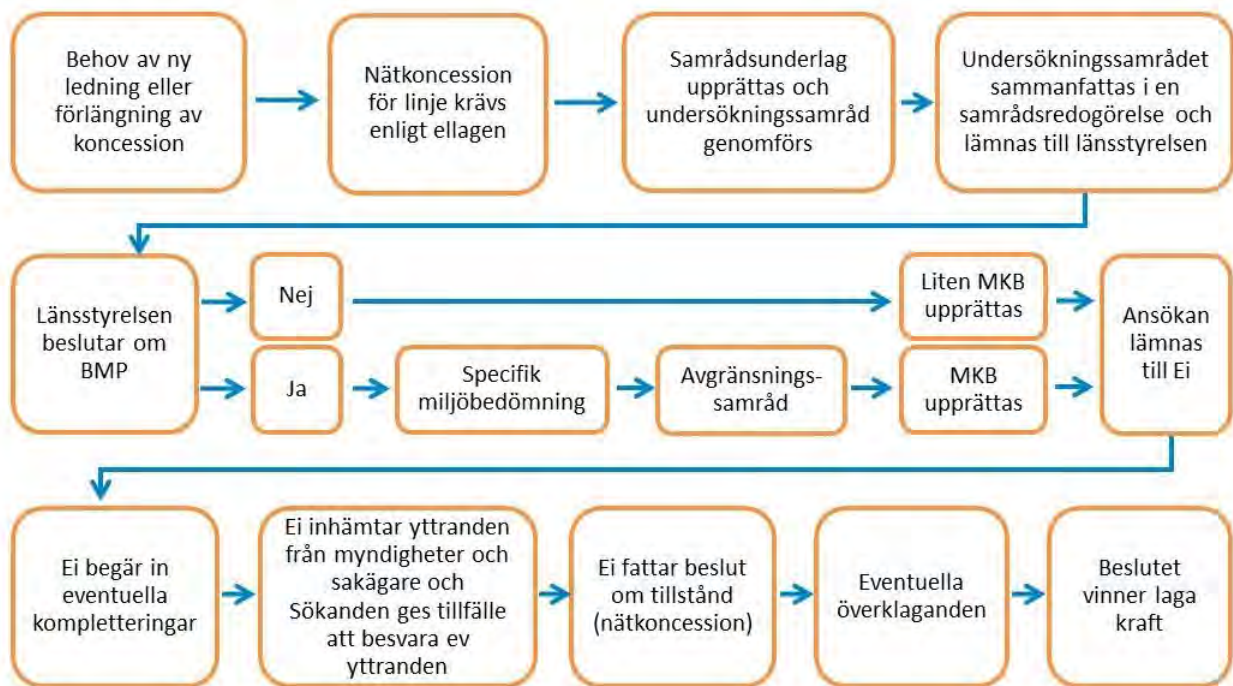 Behov av ny
ledning eller
förlängning av
koncession
Nätkoncession
för linje krävs
enligt ellagen
Samrådsunderlag
upprättas och
undersökningssamråd
genomförs
Undersökningssamrådet
sammanfattas i en
samrådsredogörelse och
lämnas till länsstyrelsen
Länsstyrelsen
beslutar om
BMP
Nej
Liten MKB
upprättas
Ja
Specifik
miljöbedömning
Avgränsnings-
samråd
MKB
upprättas
Ansökan
lämnas
till Ei
Ei begär in
eventuella
kompletteringar
Ei inhämtar yttranden
från myndigheter och
sakägare och
Sökanden ges tillfälle
att besvara ev
yttranden
Ei fattar beslut
om tillstånd
(nätkoncession)
Eventuella
överklaganden
Beslutet
vinner laga
kraft